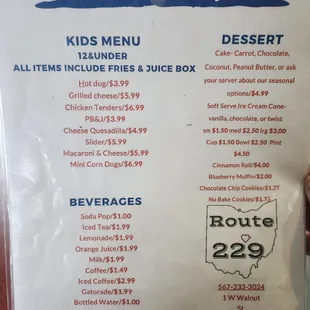 KIDS MENU
12&UNDER
ALL ITEMS INCLUDE FRIES & JUICE BOX
Hot dog/$3.99
Grilled cheese/$5.99
Chicken Tenders/$6.99
PB&J/$3.99
Cheese Quesadilla/$4.99
Slider/$5.99
Macaroni & Cheese/$5.99
Mini Corn Dogs/$6.99
BEVERAGES
Soda Pop/$1.00
Iced Tea/$1.99
Lemonade/$1.99
Orange Juice/$1.99
Milk/$1.99
Coffee/$1.49
Iced Coffee/$2.99
Gatorade/$1.99
Bottled Water/$1.00
DESSERT
Cake- Carrot, Chocolate,
Coconut, Peanut Butter, or ask
your server about our seasonal
options/$4.99
Soft Serve Ice Cream Cone-
vanilla, chocolate, or twist
sm $1.50 med $2.50 lrg $3.00
Cup $1.50 Bowl $2.50 Pint
$4.50
Cinnamon Roll/$4.00
Blueberry Muffin/$2.00
Chocolate Chip Cookies/$1.25
No Bake Cookies/$1.75
Route
229
567-233-3024
1 W Walnut